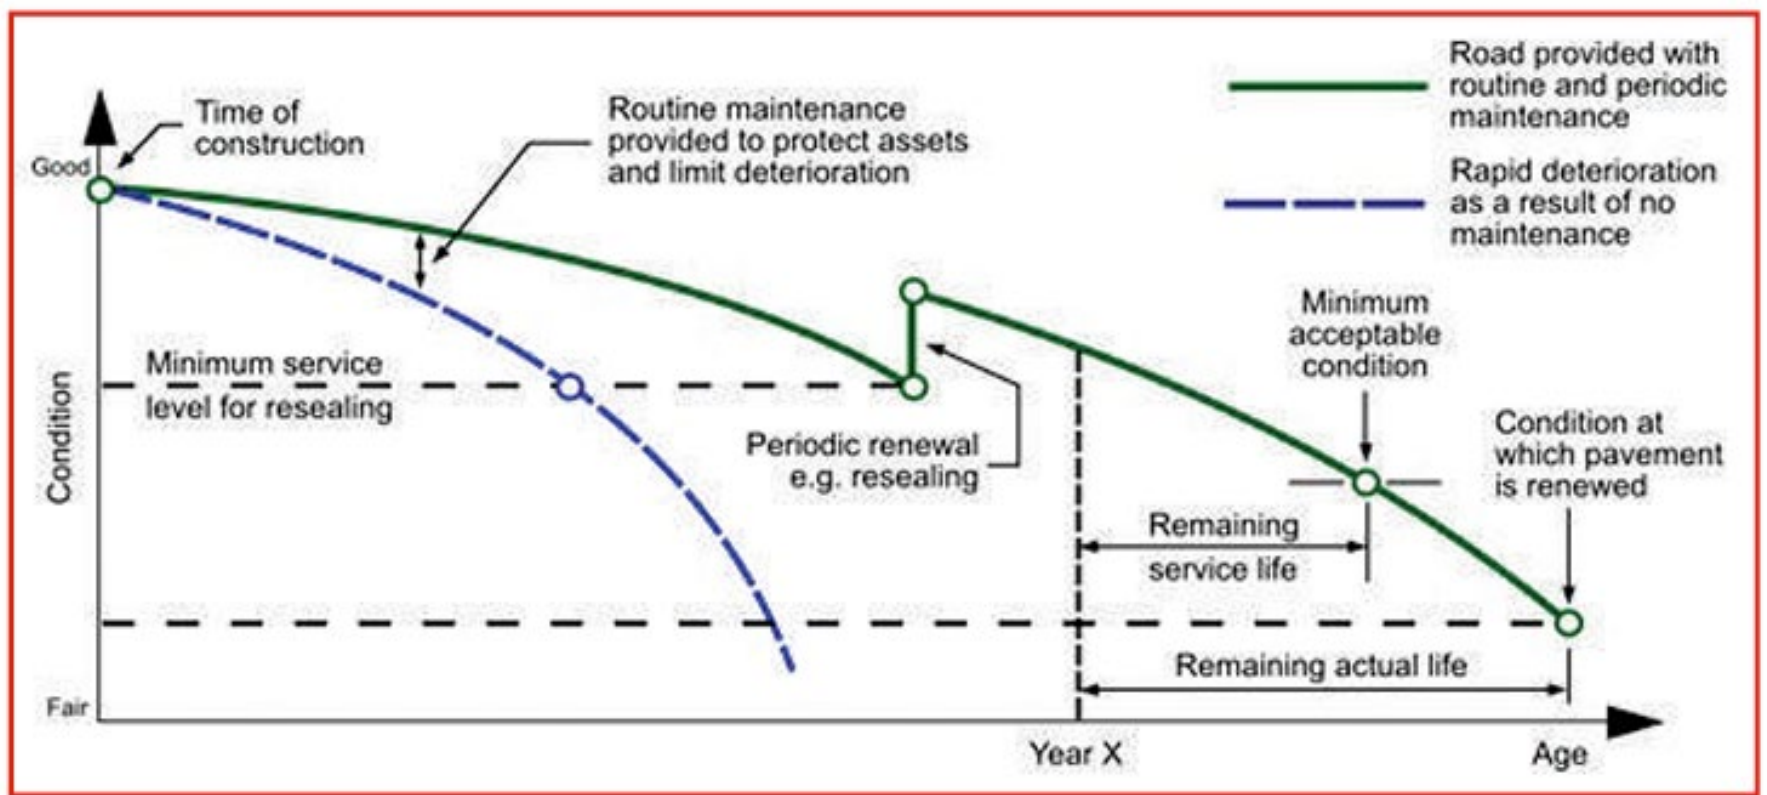 Time of
construction
Good
Routine maintenance
provided to protect assets
and limit deterioration
Road provided with
routine and periodic
maintenance
Rapid deterioration
as a result of no
maintenance
Minimum service
level for resealing
Condition
Periodic renewal
e.g. resealing
Minimum
acceptable
condition
Condition at
which pavement
is renewed
Remaining
service life
Remaining actual life
Fair
Year X
Age